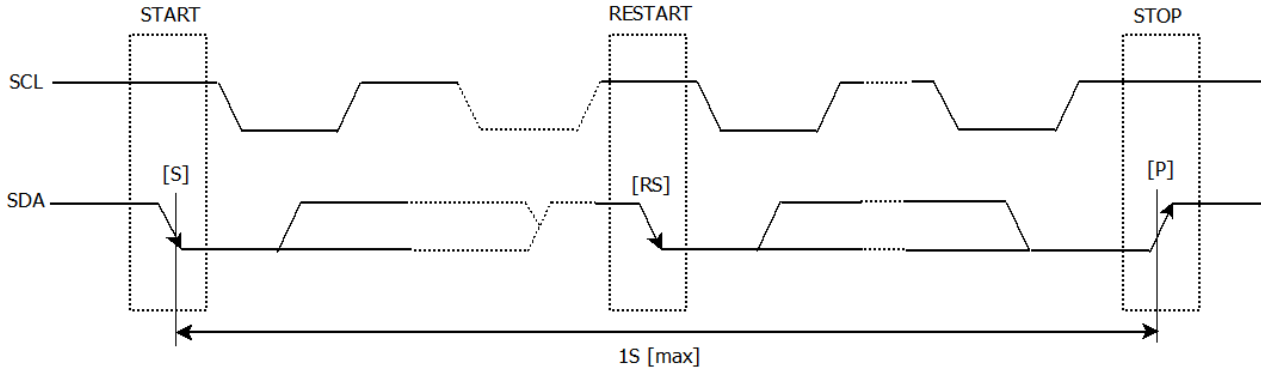 START RESTART STOP
SCL
[S] [RS] [P]
SDA
1S [max]